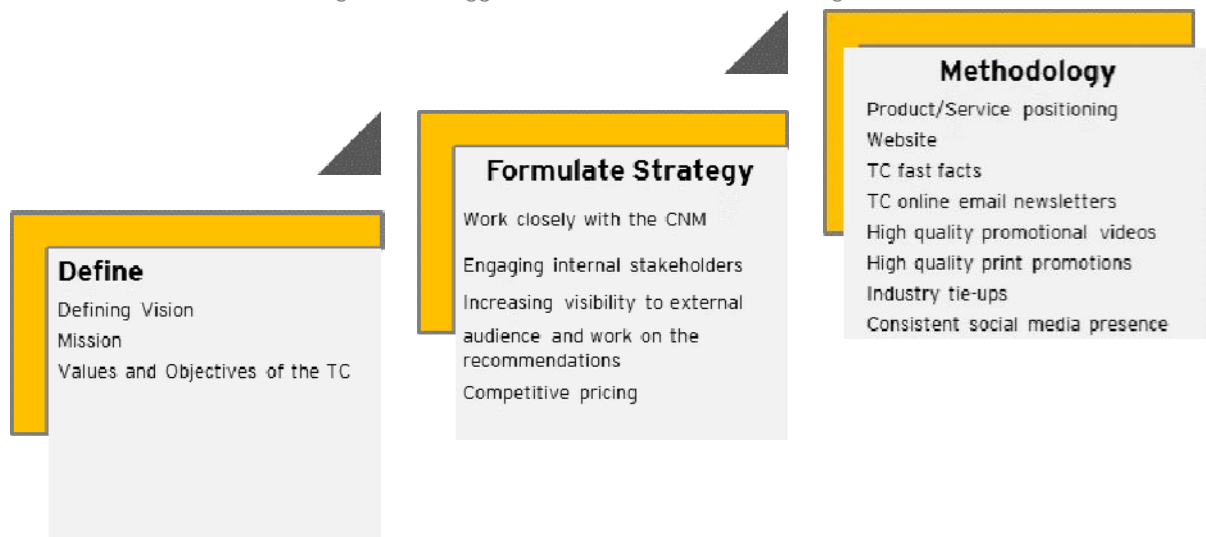 Define
Defining Vision
Mission
Values and Objectives of the TC
Formulate Strategy
Work closely with the CNM
Engaging internal stakeholders
Increasing visibility to external
audience and work on the
recommendations
Competitive pricing
Methodology
Product/Service positioning
Website
TC fast facts
TC online email newsletters
High quality promotional videos
High quality print promotions
Industry tie-ups
Consistent social media presence